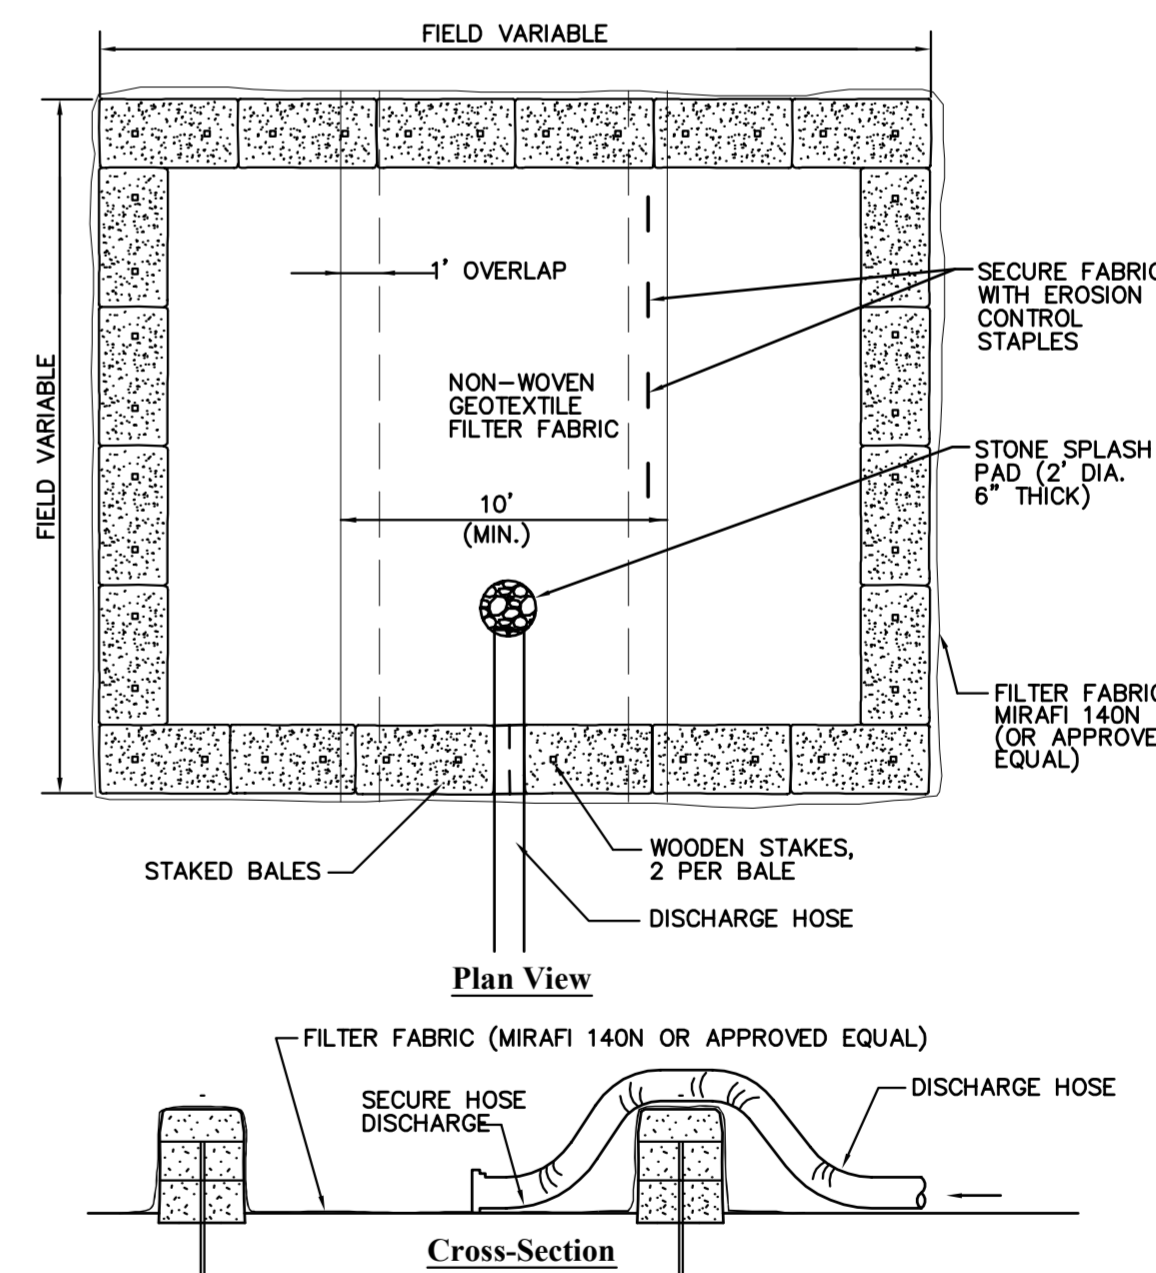 FIELD VARIABLE
FIELD VARIABLE
1' OVERLAP
SECURE FABRIC
WITH EROSION
CONTROL
STAPLES
NON-WOVEN
GEOTEXTILE
FILTER FABRIC
STONE SPLASH
PAD (2' DIA.
6" THICK)
10'
(MIN.)
FILTER FABRIC
MIRAFI 140N
(OR APPROVE
EQUAL)
STAKED BALES
WOODEN STAKES,
2 PER BALE
DISCHARGE HOSE
Plan View
FILTER FABRIC (MIRAFI 140N OR APPROVED EQUAL)
SECURE HOSE
DISCHARGE
DISCHARGE HOSE
Cross-Section